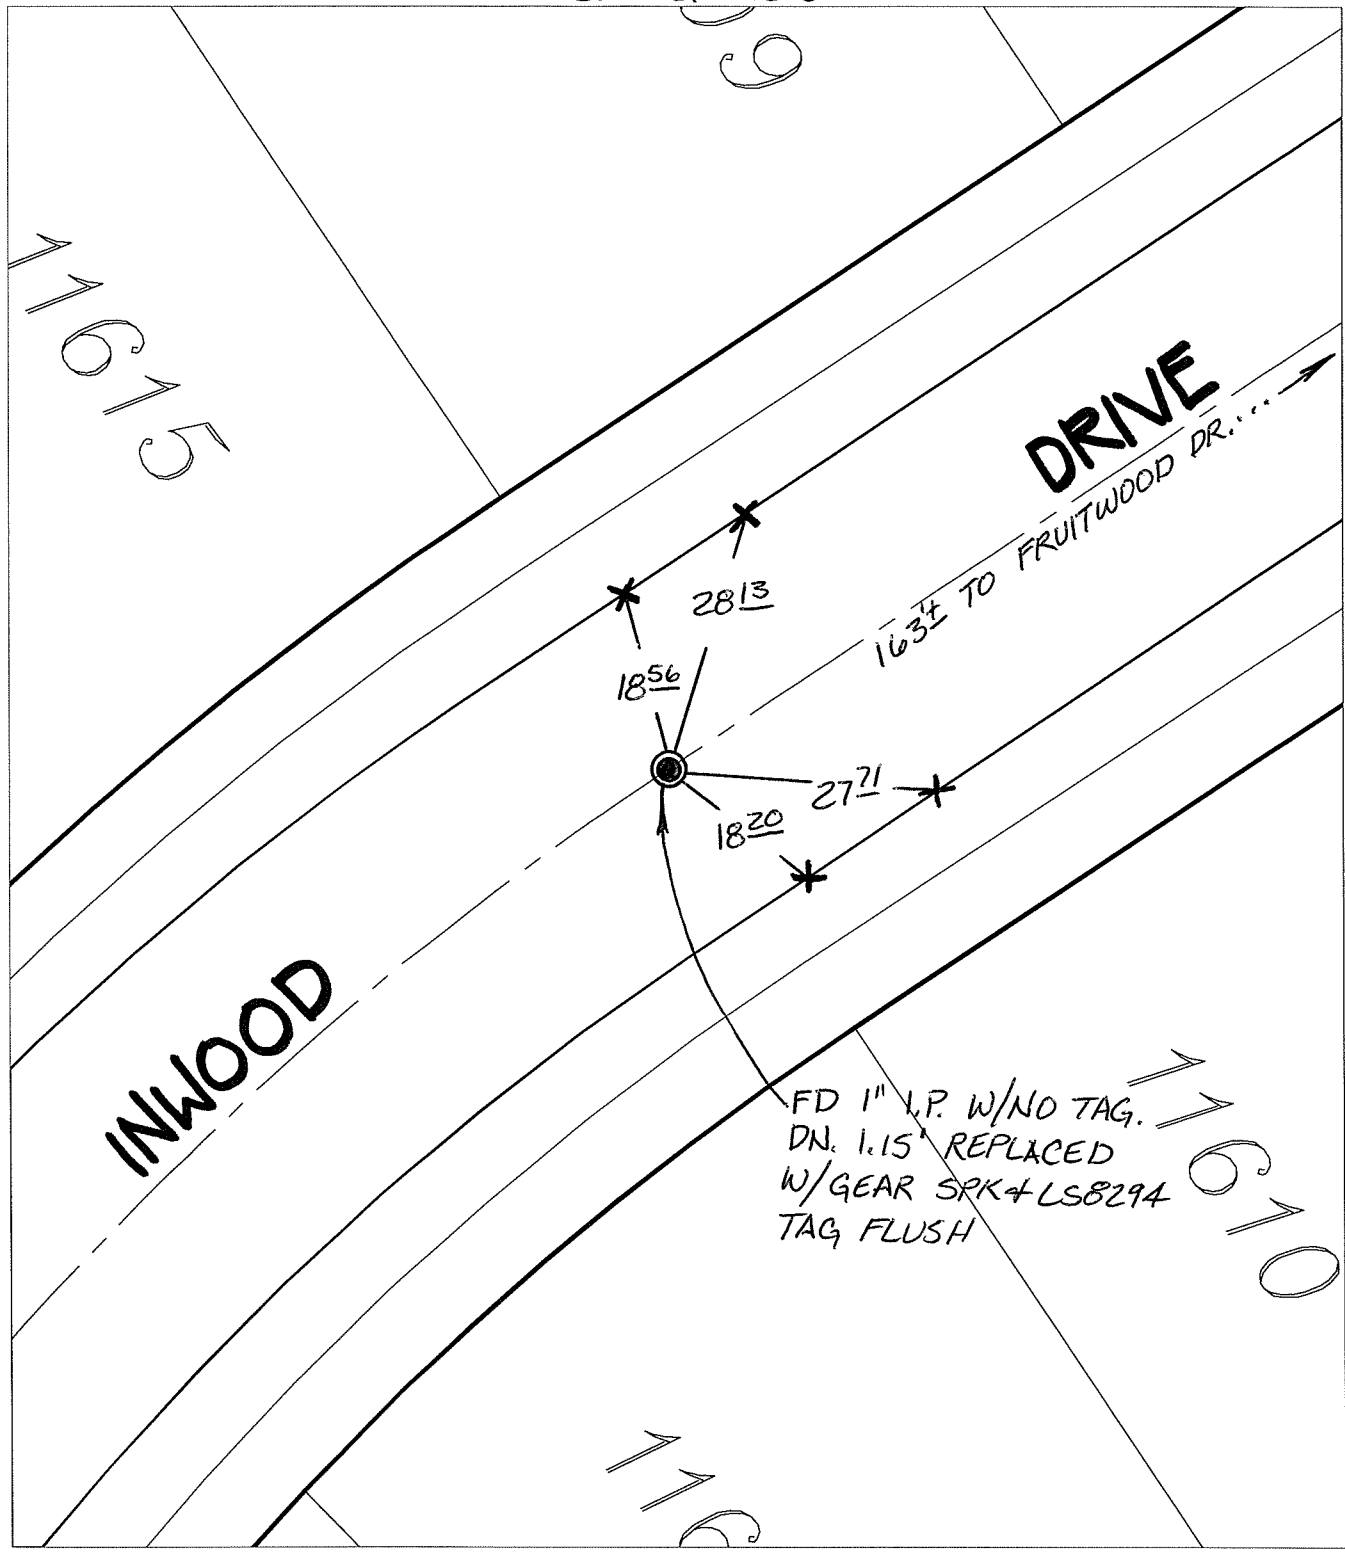 11615
DRIVE
163'± TO FRUITWOOD DR....
28 13
18 56
27 71
18 20
INWOOD
FD 1" I.P. W/NO TAG.
DN. 1.15' REPLACED
W/GEAR SPK & LS8294
TAG FLUSH
11610
116